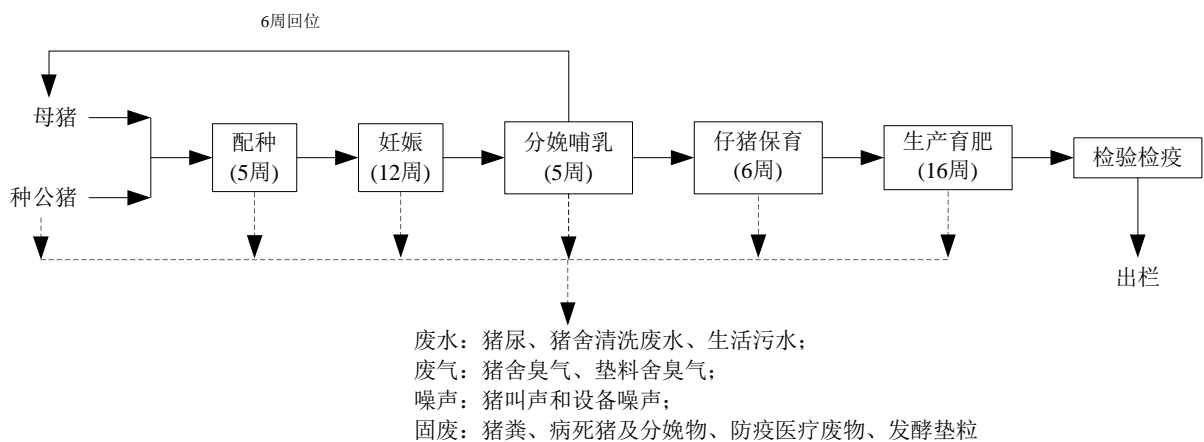 6周回位
母猪
种公猪
配种
(5周)
妊娠
(12周)
分娩哺乳
(5周)
仔猪保育
(6周)
生产育肥
(16周)
检验检疫
出栏
废水：猪尿、猪舍清洗废水、生活污水；
废气：猪舍臭气、垫料舍臭气；
噪声：猪叫声和设备噪声；
固废：猪粪、病死猪及分娩物、防疫医疗废物、发酵垫粒